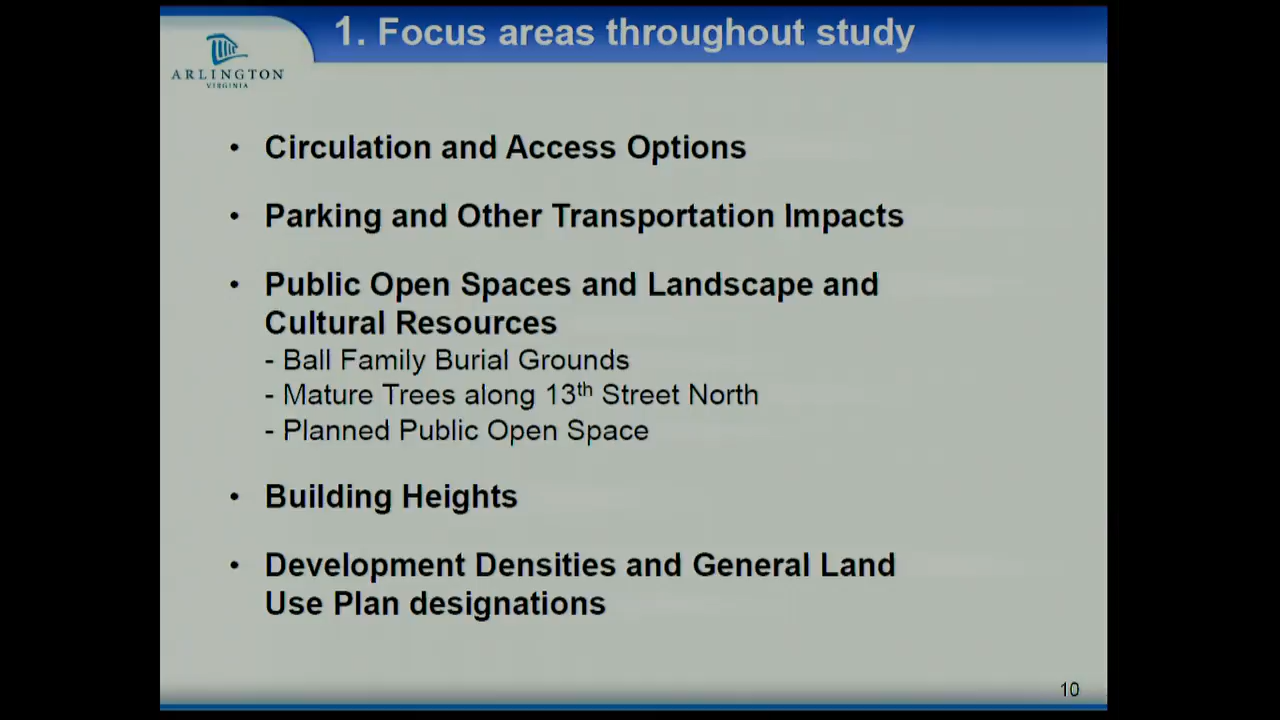 1. Focus areas throughout study
ARLINGTON
VIRGINIA
• Circulation and Access Options
• Parking and Other Transportation Impacts
• Public Open Spaces and Landscape and
Cultural Resources
- Ball Family Burial Grounds
- Mature Trees along 13th Street North
- Planned Public Open Space
• Building Heights
• Development Densities and General Land
Use Plan designations
10